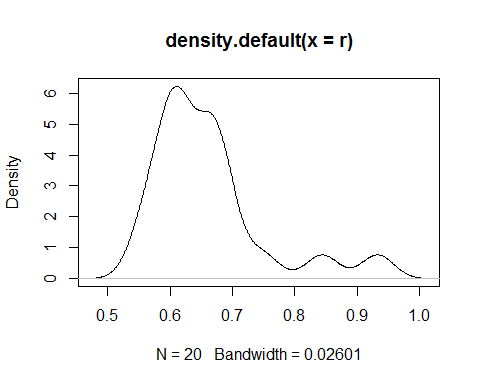 density.default(x = r)
Density
6
5
4
3
2
1
0
0.5 0.6 0.7 0.8 0.9 1.0
N = 20 Bandwidth = 0.02601